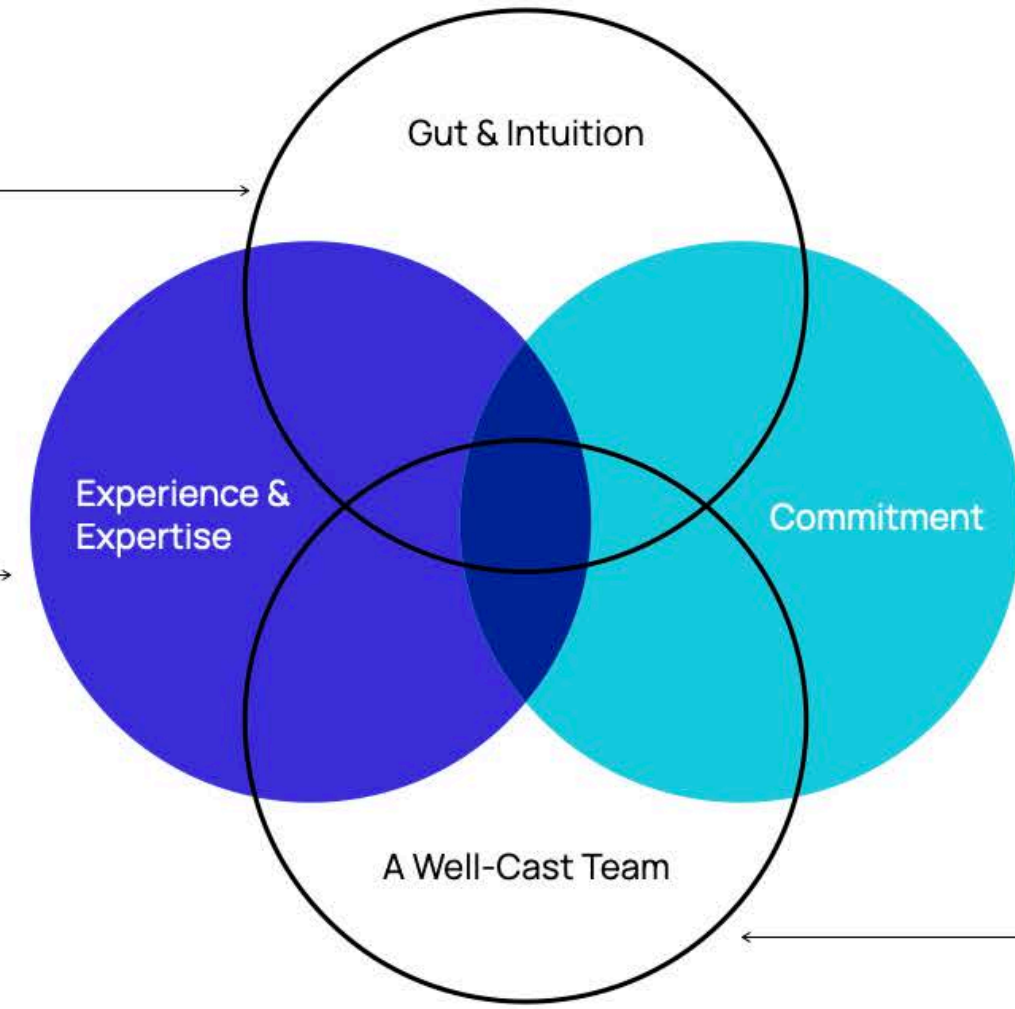 Gut & Intuition
Experience &
Expertise
Commitment
A Well-Cast Team